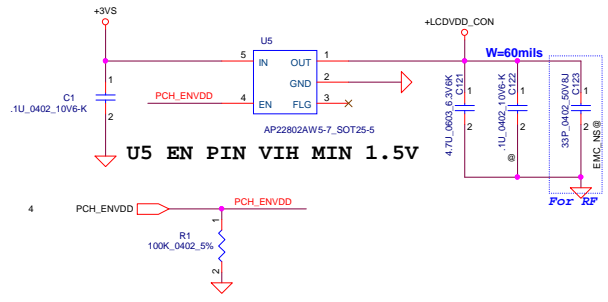 +3VS
U5
+LCDVDD_CON
W=60mils
5
IN
OUT
1
GND
2
PCH_ENVDD
4
EN
FLG
3
AP22802AW5-7_SOT25-5
1
C1
.1U_0402_10V6-K
2
1
C121
4.7U_0603_6.3V6K
2
1
C122
.1U_0402_10V6-K
2
@
1
C123
33P_0402_50V8J
2
EMC_NS@
U5 EN PIN VIH MIN 1.5V
For RF
4
PCH_ENVDD
PCH_ENVDD
1
R1
100K_0402_5%
2